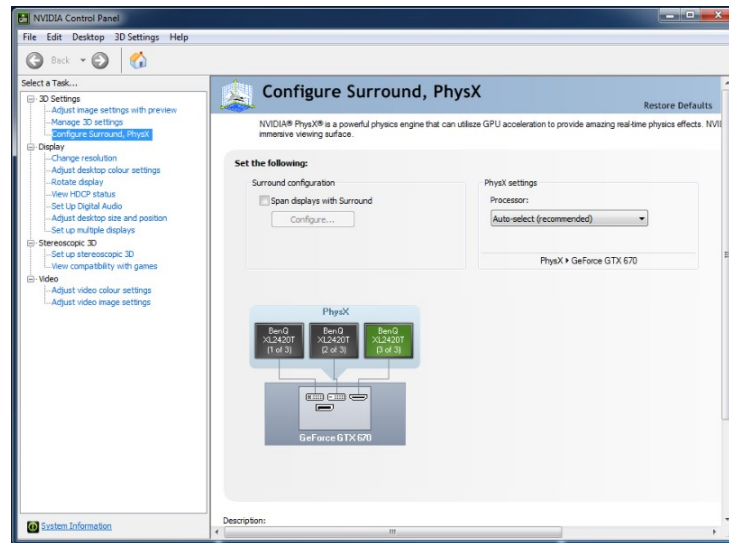 NVIDIA Control Panel
File Edit Desktop 3D Settings Help
Back
Select a Task...
3D Settings
Adjust image settings with preview
Manage 3D settings
Configure Surround, PhysX
Display
Change resolution
Adjust desktop colour settings
Rotate display
View HDCP status
Set Up Digital Audio
Adjust desktop size and position
Set up multiple displays
Stereoscopic 3D
Set up stereoscopic 3D
View compatibility with games
Video
Adjust video colour settings
Adjust video image settings
System Information
Configure Surround, PhysX
Restore Defaults
NVIDIA® PhysX® is a powerful physics engine that can utilisze GPU acceleration to provide amazing real-time physics effects. NVI
immersive viewing surface.
Set the following:
Surround configuration
Span displays with Surround
Configure...
PhysX settings
Processor:
Auto-select (recommended)
PhysX GeForce GTX 670
PhysX
BenQ XL2420T (1 of 3)
BenQ XL2420T (2 of 3)
BenQ XL2420T (3 of 3)
GeForce GTX 670
Description: